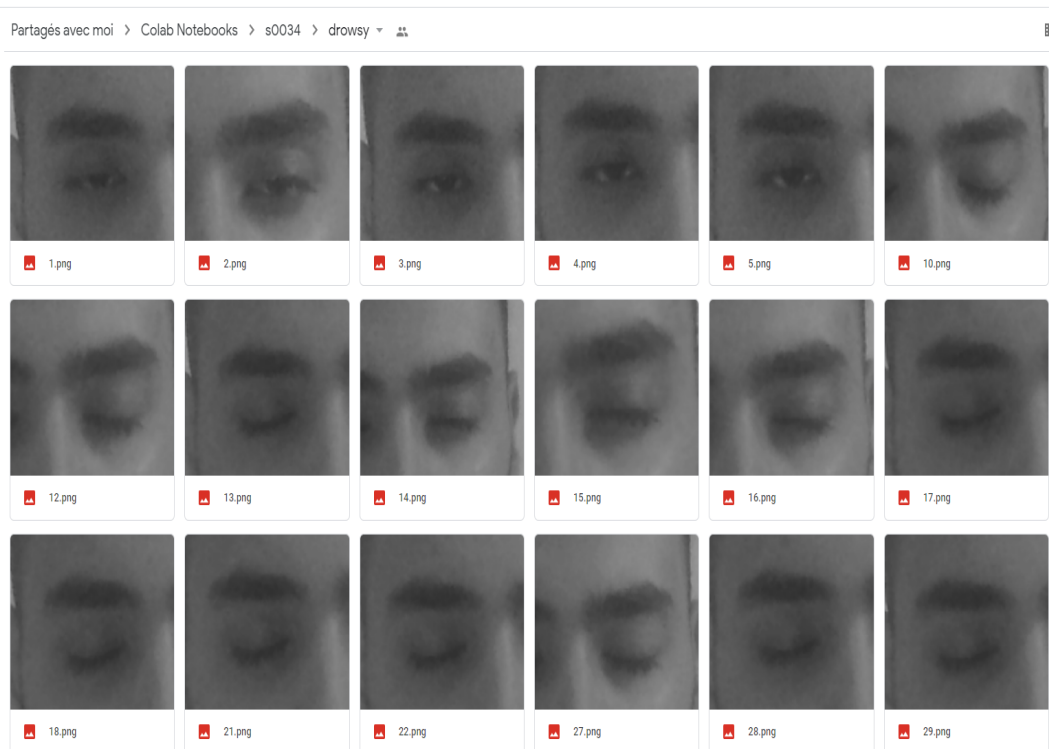 Partagés avec moi > Colab Notebooks > s0034 > drowsy
1.png
2.png
3.png
4.png
5.png
10.png
12.png
13.png
14.png
15.png
16.png
17.png
18.png
21.png
22.png
27.png
28.png
29.png